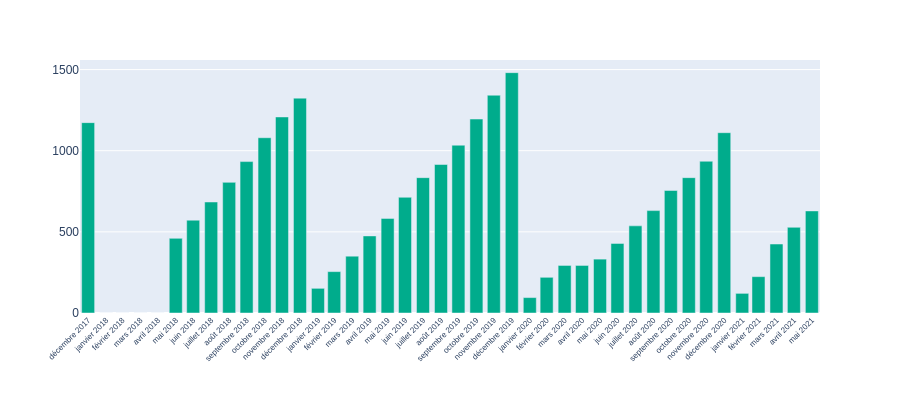 1500
1000
500
0
décembre 2017
janvier 2018
février 2018
mars 2018
avril 2018
mai 2018
juin 2018
juillet 2018
août 2018
septembre 2018
octobre 2018
novembre 2018
décembre 2018
janvier 2019
février 2019
mars 2019
avril 2019
mai 2019
juin 2019
juillet 2019
août 2019
septembre 2019
octobre 2019
novembre 2019
décembre 2019
janvier 2020
février 2020
mars 2020
avril 2020
mai 2020
juin 2020
juillet 2020
août 2020
septembre 2020
octobre 2020
novembre 2020
décembre 2020
janvier 2021
février 2021
mars 2021
avril 2021
mai 2021